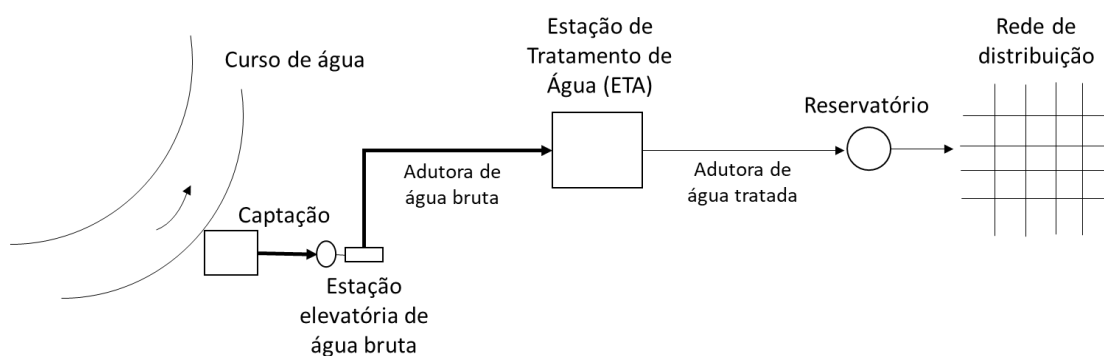 Curso de água
Captação
Estação
elevatória de
água bruta
Adutora de
água bruta
Estação de
Tratamento de
Água (ETA)
Adutora de
água tratada
Reservatório
Rede de
distribuição